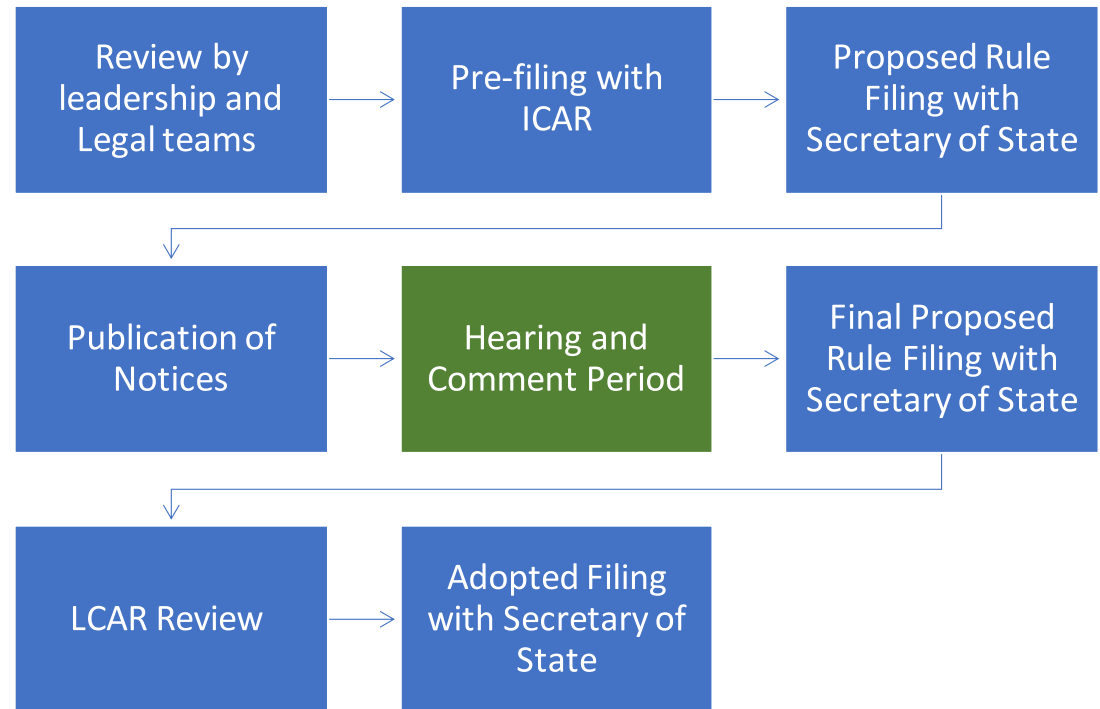 Review by
leadership and
Legal teams
Pre-filing with
ICAR
Proposed Rule
Filing with
Secretary of State
Publication of
Notices
Hearing and
Comment Period
Final Proposed
Rule Filing with
Secretary of State
LCAR Review
Adopted Filing
with Secretary of
State